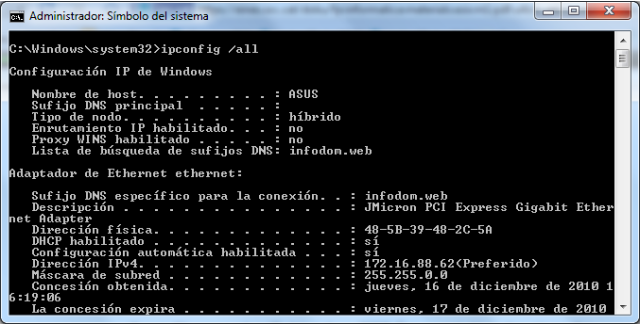 Administrador: Símbolo del sistema
C:\Windows\system32>ipconfig /all
Configuración IP de Windows
Nombre de host. . . . . . . . . : ASUS
Sufijo DNS principal . . . . . :
Tipo de nodo. . . . . . . . . . : híbrido
Enrutamiento IP habilitado. . . : no
Proxy WINS habilitado . . . . . : no
Lista de búsqueda de sufijos DNS: infodom.web
Adaptador de Ethernet ethernet:
Sufijo DNS específico para la conexión. . : infodom.web
Descripción . . . . . . . . . . . . . . . : JMicron PCI Express Gigabit Ether
net Adapter
Dirección física. . . . . . . . . . . . . : 48-5B-39-48-2C-5A
DHCP habilitado . . . . . . . . . . . . . : sí
Configuración automática habilitada . . . : sí
Dirección IPv4. . . . . . . . . . . . . . : 172.16.88.62(Preferido)
Máscara de subred . . . . . . . . . . . . : 255.255.0.0
Concesión obtenida. . . . . . . . . . . . : jueves, 16 de diciembre de 2010 1
6:19:06
La concesión expira . . . . . . . . . . . : viernes, 17 de diciembre de 2010